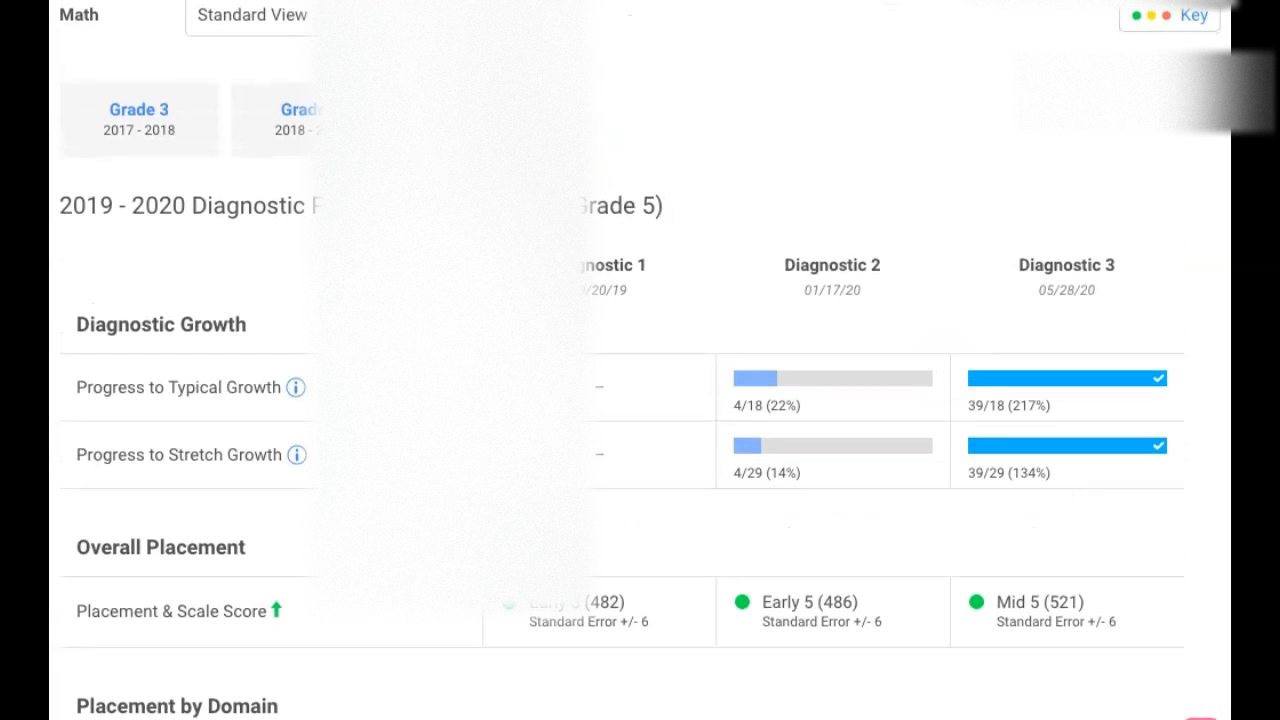 Math
Standard View
Key
Grade 3
2017 - 2018
2018 -
2019 - 2020 Diagnostic
Grade 5)
Diagnostic 2
Diagnostic 3
/20/19
01/17/20
05/28/20
Diagnostic Growth
Progress to Typical Growth
–
4/18 (22%)
39/18 (217%)
Progress to Stretch Growth
–
4/29 (14%)
39/29 (134%)
Overall Placement
Placement & Scale Score
(482)
Early 5 (486)
Mid 5 (521)
Standard Error +/- 6
Standard Error +/- 6
Standard Error +/- 6
Placement by Domain